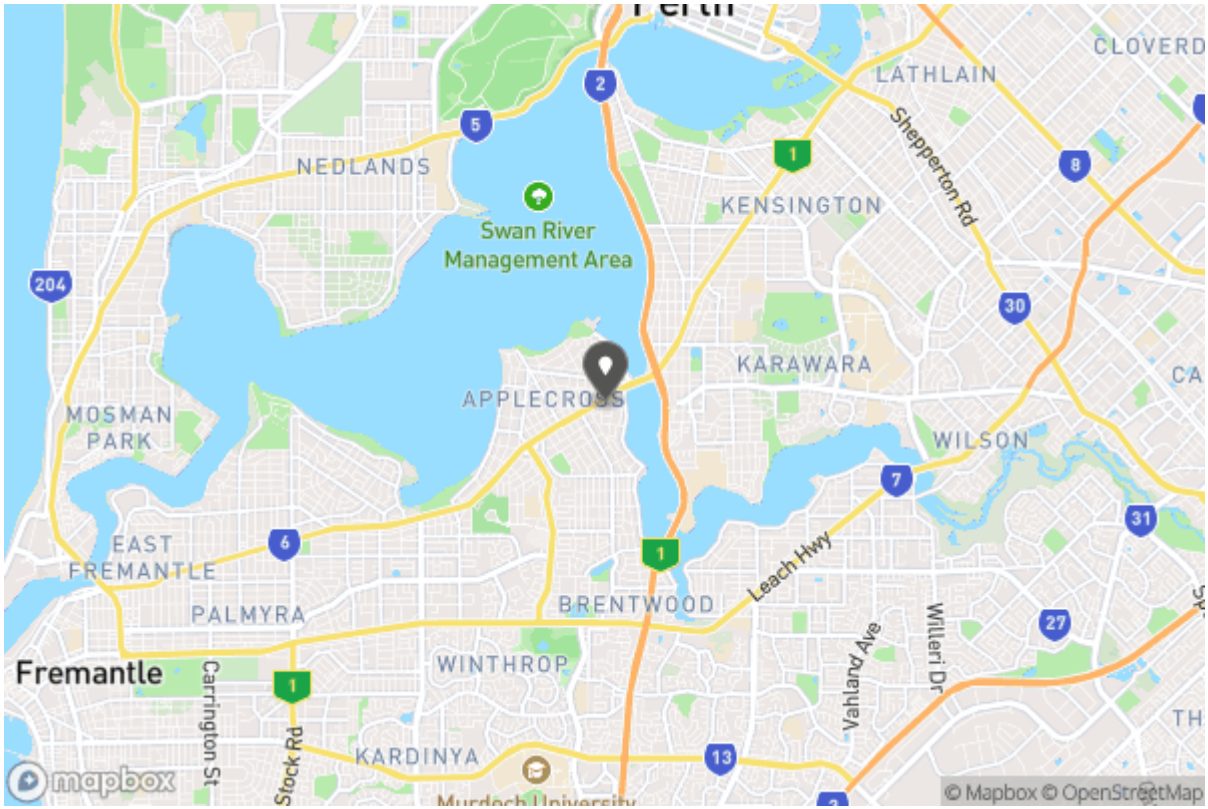 Perth
CLOVERD
LATHLAIN
2
5
1
8
Shepperton Rd
NEDLANDS
KENSINGTON
Swan River
Management Area
204
30
KARAWARA
CA
APPLECROSS
MOSMAN
PARK
WILSON
7
31
6
1
EAST
FREMANTLE
Leach Hwy
BRENTWOOD
PALMYRA
27
Willeri Dr
Vahland Ave
WINTHROP
Fremantle
Carrington St
1
TH
Stock Rd
KARDINYA
13
Murdoch University
mapbox
© Mapbox © OpenStreetMap